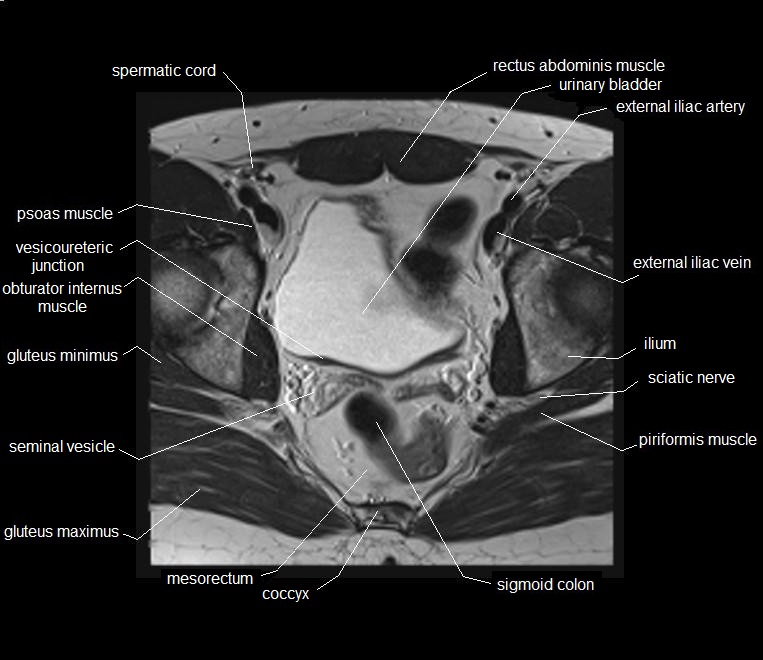 spermatic cord
rectus abdominis muscle
urinary bladder
external iliac artery
psoas muscle
vesicoureteric
junction
obturator internus
muscle
gluteus minimus
seminal vesicle
gluteus maximus
external iliac vein
ilium
sciatic nerve
piriformis muscle
mesorectum
coccyx
sigmoid colon